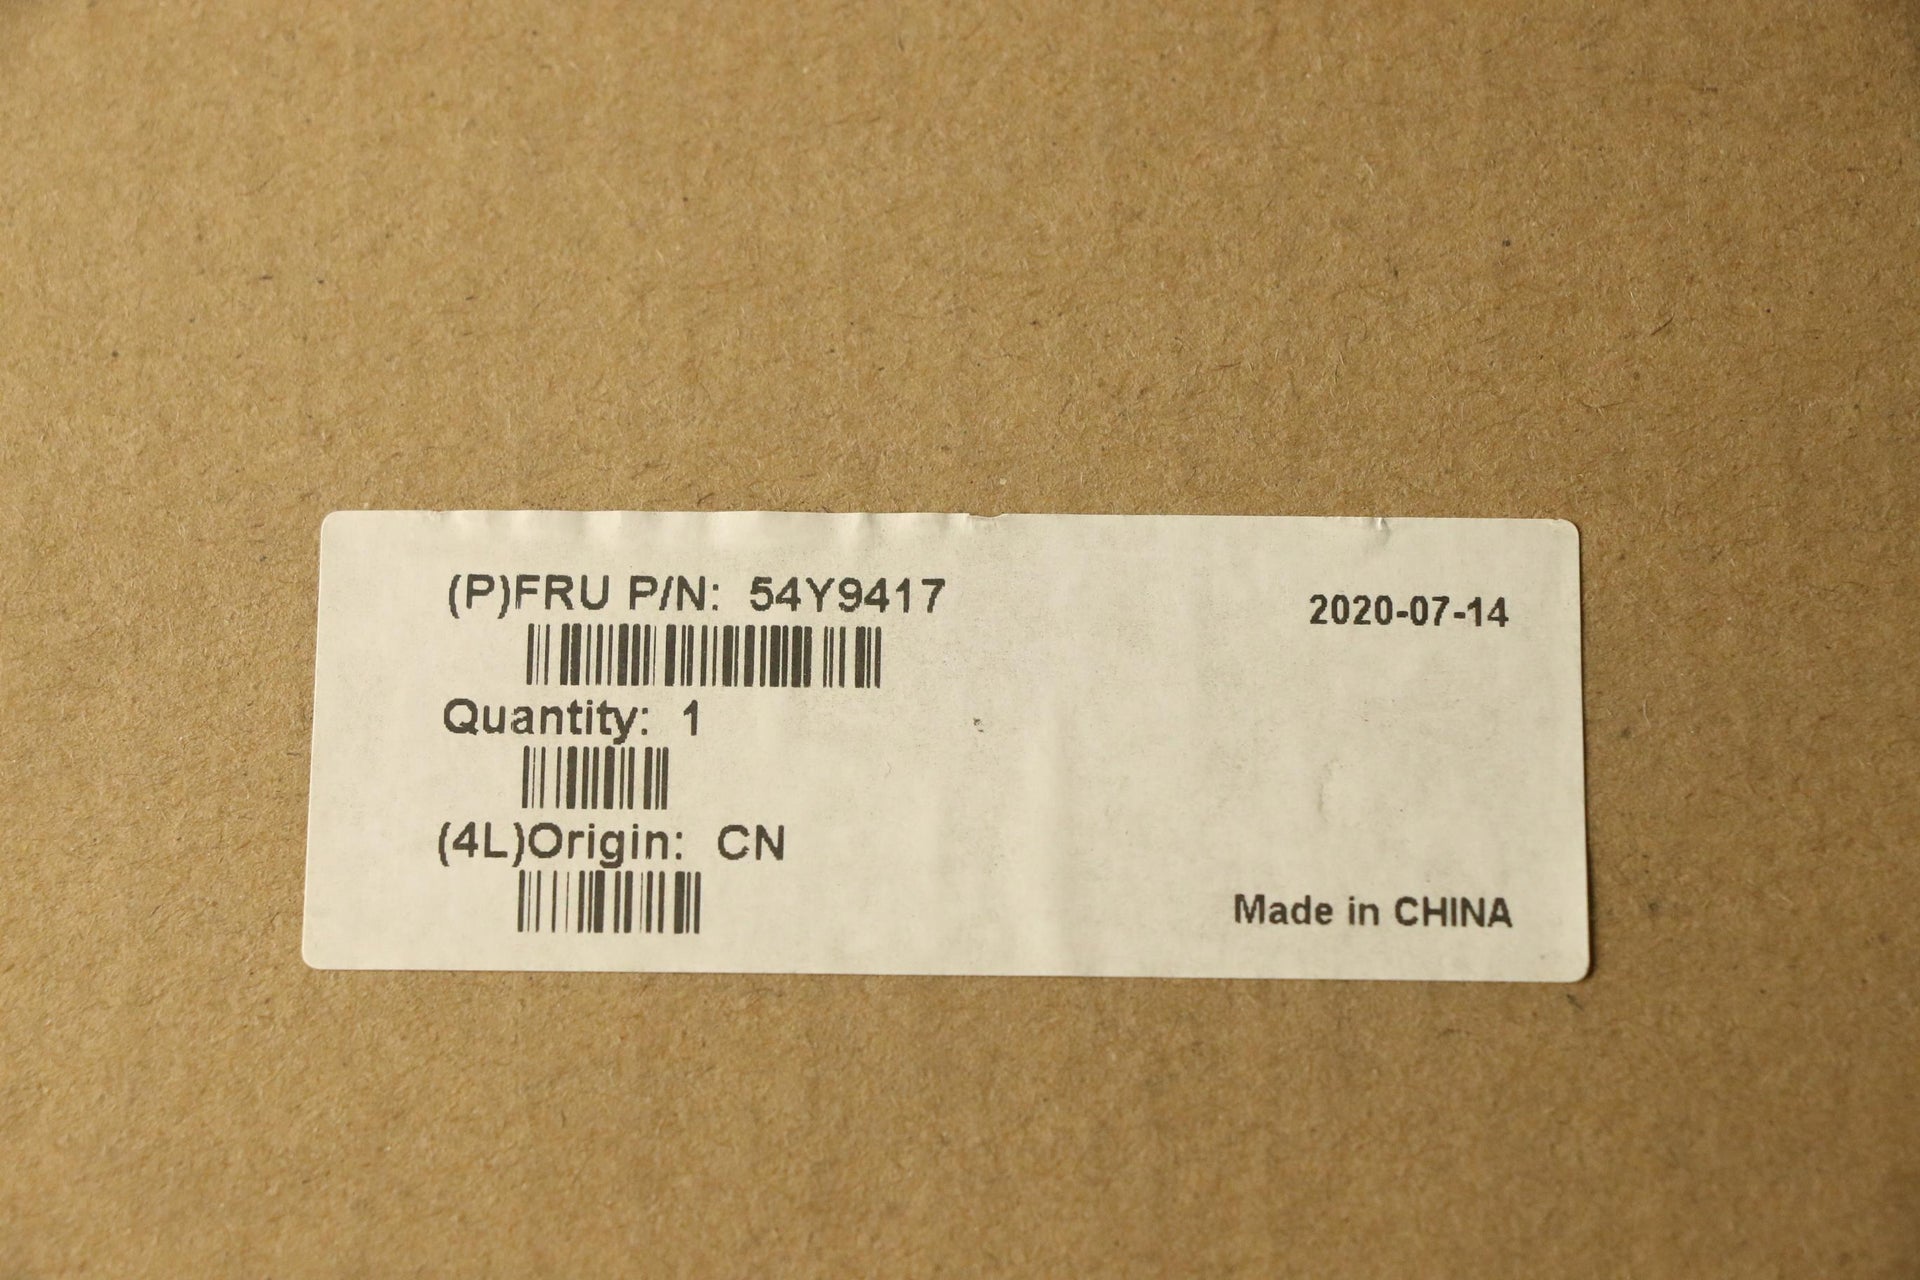 (P)FRU P/N: 54Y9417
2020-07-14
Quantity: 1
(4L)Origin: CN
Made in CHINA